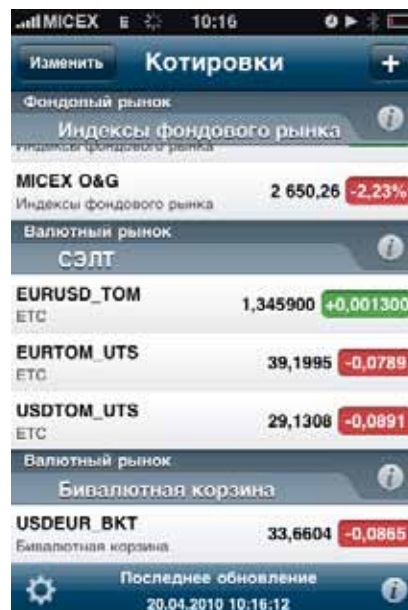 MICEX E 10:16
Изменить Котировки +
Фондовый рынок
Индексы фондового рынка
Индексы фондового рынка
MICEX O&G 2 650,26 -2,23%
Индексы фондового рынка
Валютный рынок
СЭЛТ
EURUSD_TOM 1,345900 +0,001300
ETC
EURTOM_UTS 39,1995 -0,0789
ETC
USDTOM_UTS 29,1308 -0,0891
ETC
Валютный рынок
Бивалютная корзина
USDEUR_BKT 33,6604 -0,0865
Бивалютная корзина
Последнее обновление
20.04.2010 10:16:12